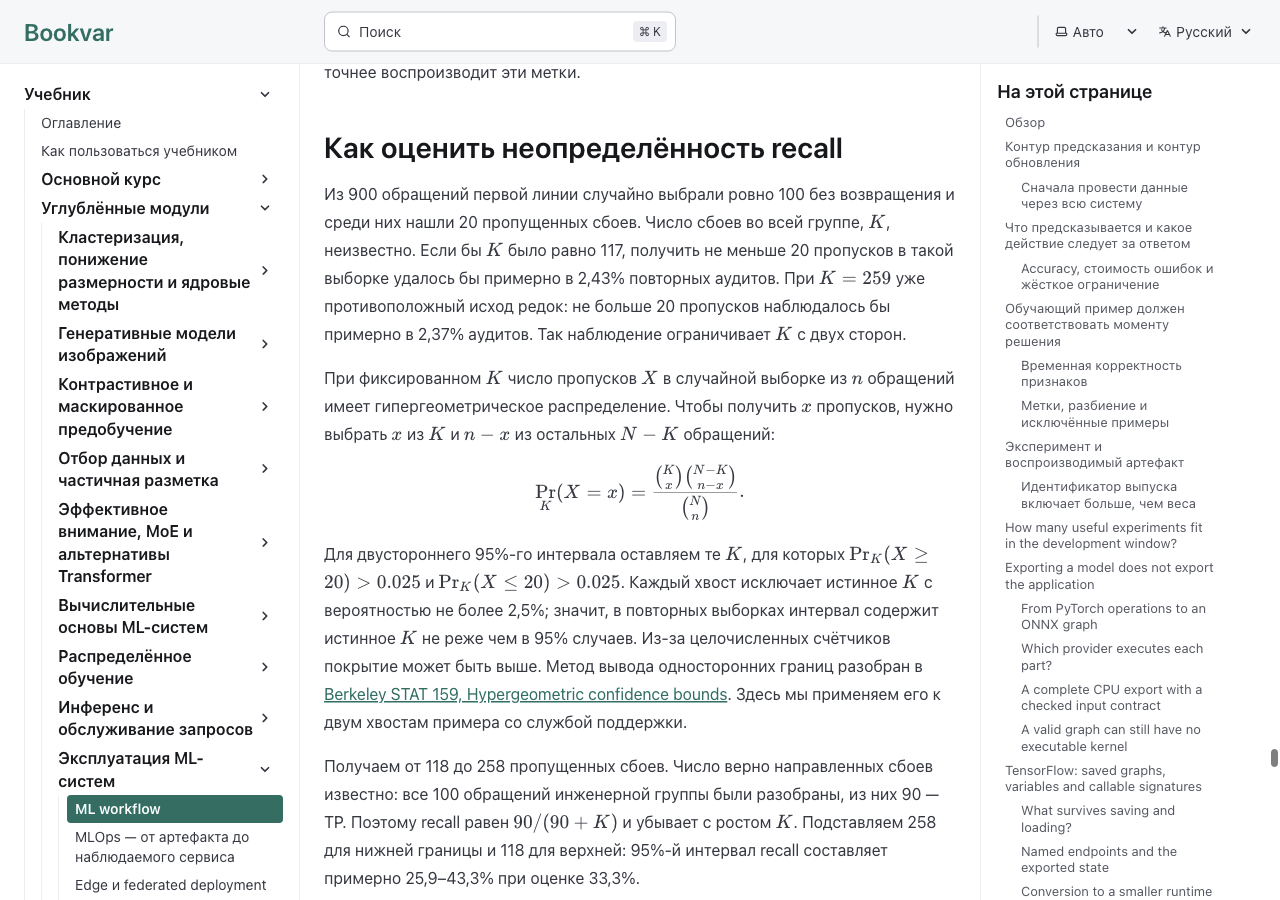 Bookvar
Поиск
⌘ K
Авто
Русский
Учебник
Оглавление
Как пользоваться учебником
Основной курс
Углублённые модули
Кластеризация,
понижение
размерности и ядровые
методы
Генеративные модели
изображений
Контрастивное и
маскированное
предобучение
Отбор данных и
частичная разметка
Эффективное
внимание, MoE и
альтернативы
Transformer
Вычислительные
основы ML-систем
Распределённое
обучение
Инференс и
обслуживание запросов
Эксплуатация ML-
систем
ML workflow
MLOps — от артефакта до
наблюдаемого сервиса
Edge и federated deployment
точнее воспроизводит эти метки.
Как оценить неопределённость recall
Из 900 обращений первой линии случайно выбрали ровно 100 без возвращения и
среди них нашли 20 пропущенных сбоев. Число сбоев во всей группе, K,
неизвестно. Если бы K было равно 117, получить не меньше 20 пропусков в такой
выборке удалось бы примерно в 2,43% повторных аудитов. При K = 259 уже
противоположный исход редок: не больше 20 пропусков наблюдалось бы
примерно в 2,37% аудитов. Так наблюдение ограничивает K с двух сторон.
При фиксированном K число пропусков X в случайной выборке из n обращений
имеет гипергеометрическое распределение. Чтобы получить x пропусков, нужно
выбрать x из K и n − x из остальных N − K обращений:
Pr_K(X = x) = \frac{\binom{K}{x}\binom{N−K}{n−x}}{\binom{N}{n}}.
Для двустороннего 95%-го интервала оставляем те K, для которых Pr_K(X ≥
20) > 0.025 и Pr_K(X ≤ 20) > 0.025. Каждый хвост исключает истинное K с
вероятностью не более 2,5%; значит, в повторных выборках интервал содержит
истинное K не реже чем в 95% случаев. Из-за целочисленных счётчиков
покрытие может быть выше. Метод вывода односторонних границ разобран в
Berkeley STAT 159, Hypergeometric confidence bounds. Здесь мы применяем его к
двум хвостам примера со службой поддержки.
Получаем от 118 до 258 пропущенных сбоев. Число верно направленных сбоев
известно: все 100 обращений инженерной группы были разобраны, из них 90 —
TP. Поэтому recall равен 90/(90 + K) и убывает с ростом K. Подставляем 258
для нижней границы и 118 для верхней: 95%-й интервал recall составляет
примерно 25,9–43,3% при оценке 33,3%.
На этой странице
Обзор
Контур предсказания и контур
обновления
Сначала провести данные
через всю систему
Что предсказывается и какое
действие следует за ответом
Accuracy, стоимость ошибок и
жёсткое ограничение
Обучающий пример должен
соответствовать моменту
решения
Временная корректность
признаков
Метки, разбиение и
исключённые примеры
Эксперимент и
воспроизводимый артефакт
Идентификатор выпуска
включает больше, чем веса
How many useful experiments fit
in the development window?
Exporting a model does not export
the application
From PyTorch operations to an
ONNX graph
Which provider executes each
part?
A complete CPU export with a
checked input contract
A valid graph can still have no
executable kernel
TensorFlow: saved graphs,
variables and callable signatures
What survives saving and
loading?
Named endpoints and the
exported state
Conversion to a smaller runtime